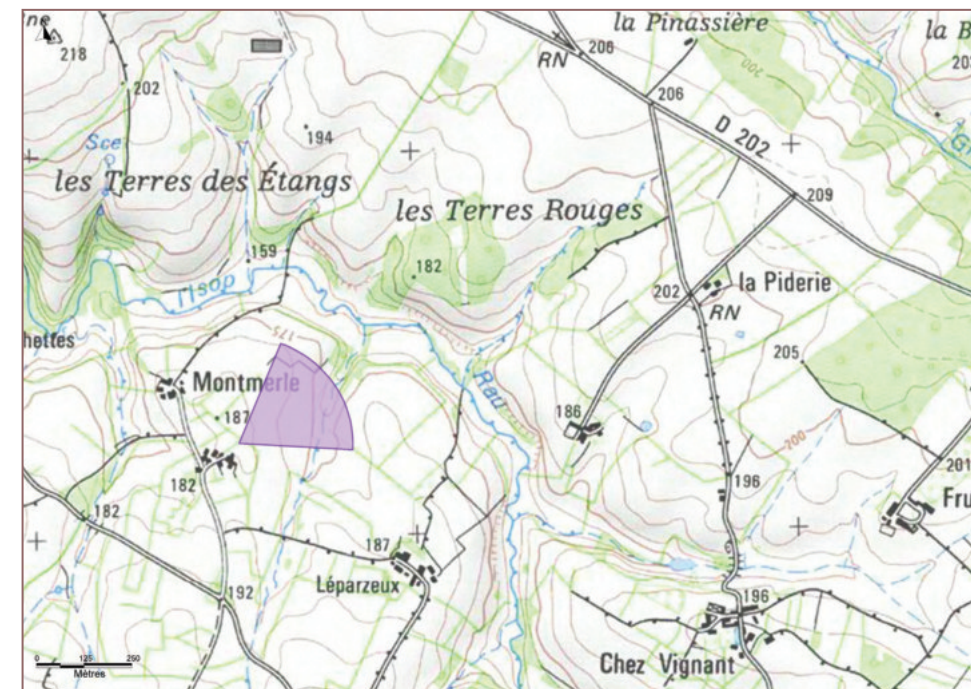 ne
218
202
Sce
194
les Terres des Étangs
159
l'Isop
175
hettes
Montmerle
187
182
182
192
Léparzeux
187
les Terres Rouges
182
Rau
la Pinassière
206
RN
206
D 202
200
la B
203
209
202
la Piderie
RN
186
205
200
201
Fru
196
196
Chez Vignant
0 125 250
Mètres